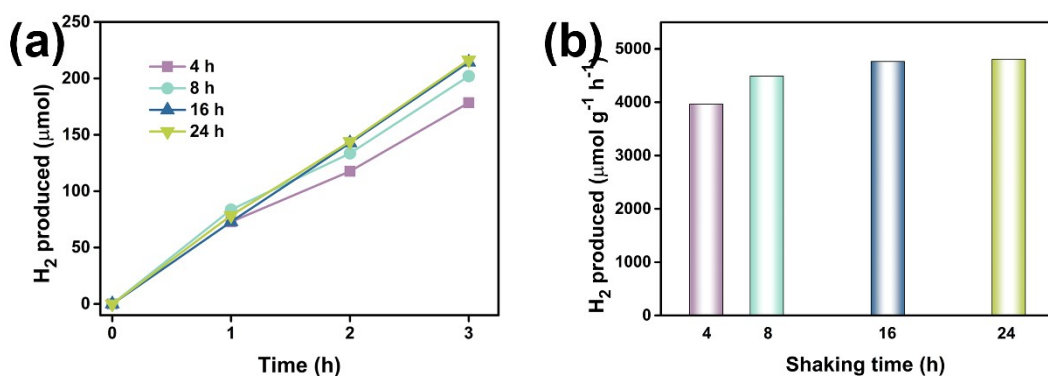 (a)
250
200
150
100
50
0
H₂ produced (μmol)
4 h
8 h
16 h
24 h
0 1 2 3
Time (h)
(b)
5000
4000
3000
2000
1000
0
H₂ produced (μmol g⁻¹ h⁻¹)
4 8 16 24
Shaking time (h)